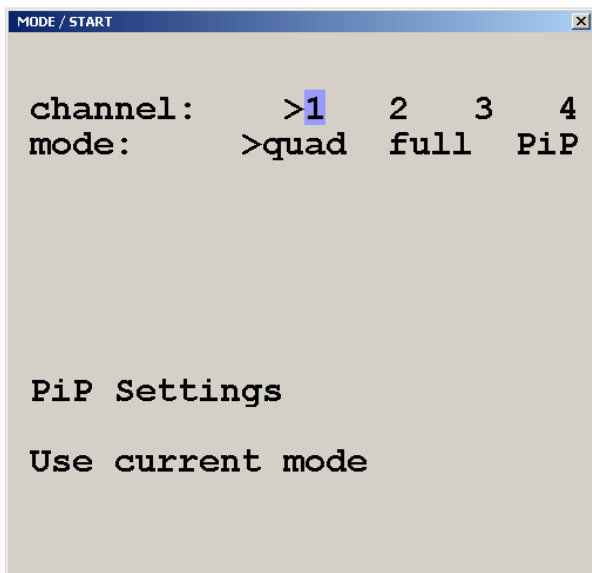 MODE / START
channel: >1 2 3 4
mode: >quad full PiP
PiP Settings
Use current mode